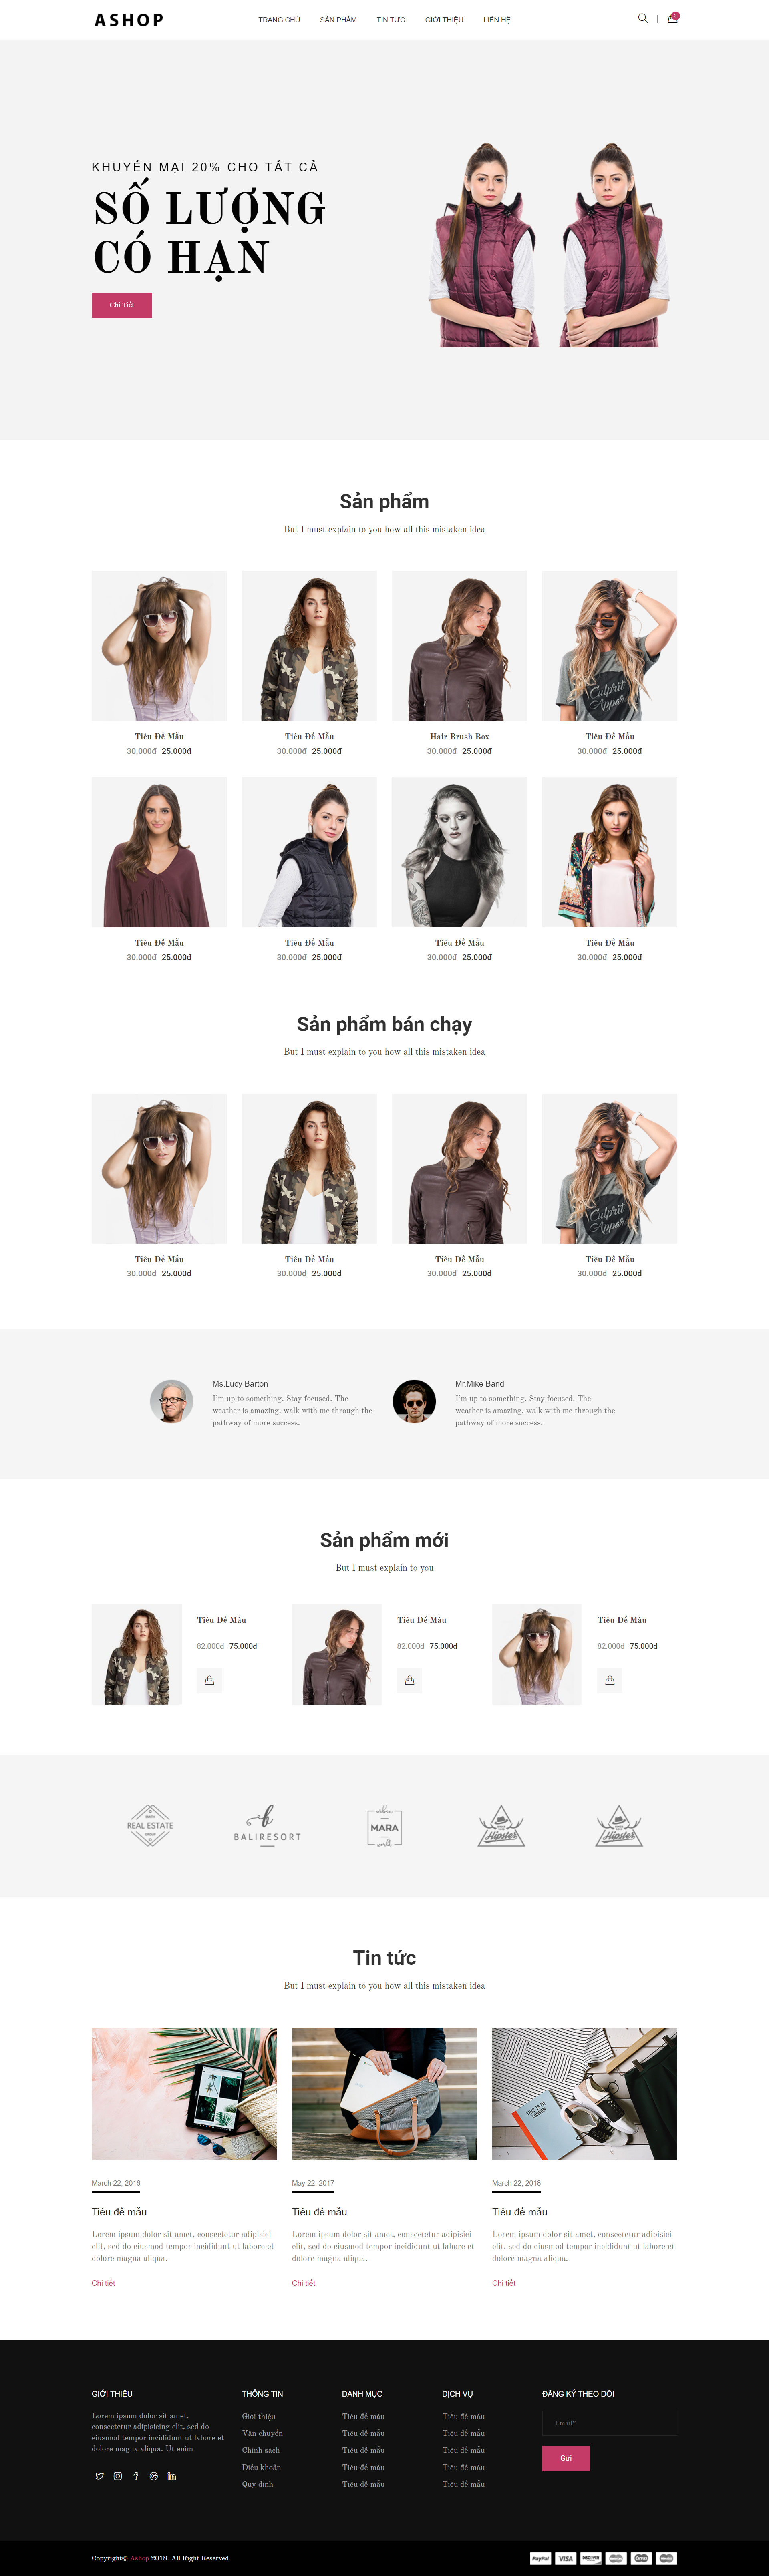 ASHOP
TRANG CHỦ SẢN PHẨM TIN TỨC GIỚI THIỆU LIÊN HỆ
KHUYẾN MẠI 20% CHO TẤT CẢ
SỐ LƯỢNG
CÓ HẠN
Chi Tiết
Sản phẩm
But I must explain to you how all this mistaken idea
Culprit
Appar
Tiêu Đề Mẫu Tiêu Đề Mẫu Hair Brush Box Tiêu Đề Mẫu
30.000đ 25.000đ 30.000đ 25.000đ 30.000đ 25.000đ 30.000đ 25.000đ
Tiêu Đề Mẫu Tiêu Đề Mẫu Tiêu Đề Mẫu Tiêu Đề Mẫu
30.000đ 25.000đ 30.000đ 25.000đ 30.000đ 25.000đ 30.000đ 25.000đ
Sản phẩm bán chạy
But I must explain to you how all this mistaken idea
Culprit
Appar
Tiêu Đề Mẫu Tiêu Đề Mẫu Tiêu Đề Mẫu Tiêu Đề Mẫu
30.000đ 25.000đ 30.000đ 25.000đ 30.000đ 25.000đ 30.000đ 25.000đ
Ms.Lucy Barton
I'm up to something. Stay focused. The
weather is amazing, walk with me through the
pathway of more success.
Mr.Mike Band
I'm up to something. Stay focused. The
weather is amazing, walk with me through the
pathway of more success.
Sản phẩm mới
But I must explain to you
Tiêu Đề Mẫu
82.000đ 75.000đ
Tiêu Đề Mẫu
82.000đ 75.000đ
Tiêu Đề Mẫu
82.000đ 75.000đ
REAL ESTATE
BALIRESORT
urban
MARA
world
Hipster
Hipster
Tin tức
But I must explain to you how all this mistaken idea
THIS IS MY
LONDON
March 22, 2016
Tiêu đề mẫu
Lorem ipsum dolor sit amet, consectetur adipisici
elit, sed do eiusmod tempor incididunt ut labore et
dolore magna aliqua.
Chi tiết
May 22, 2017
Tiêu đề mẫu
Lorem ipsum dolor sit amet, consectetur adipisici
elit, sed do eiusmod tempor incididunt ut labore et
dolore magna aliqua.
Chi tiết
March 22, 2018
Tiêu đề mẫu
Lorem ipsum dolor sit amet, consectetur adipisici
elit, sed do eiusmod tempor incididunt ut labore et
dolore magna aliqua.
Chi tiết
GIỚI THIỆU
Lorem ipsum dolor sit amet,
consectetur adipisicing elit, sed do
eiusmod tempor incididunt ut labore et
dolore magna aliqua. Ut enim
THÔNG TIN
Giới thiệu
Vận chuyển
Chính sách
Điều khoản
Quy định
DANH MỤC
Tiêu đề mẫu
Tiêu đề mẫu
Tiêu đề mẫu
Tiêu đề mẫu
Tiêu đề mẫu
DỊCH VỤ
Tiêu đề mẫu
Tiêu đề mẫu
Tiêu đề mẫu
Tiêu đề mẫu
Tiêu đề mẫu
ĐĂNG KÝ THEO DÕI
Email*
Gửi
Copyright© Ashop 2018. All Right Reserved.
PayPal VISA DISCOVER